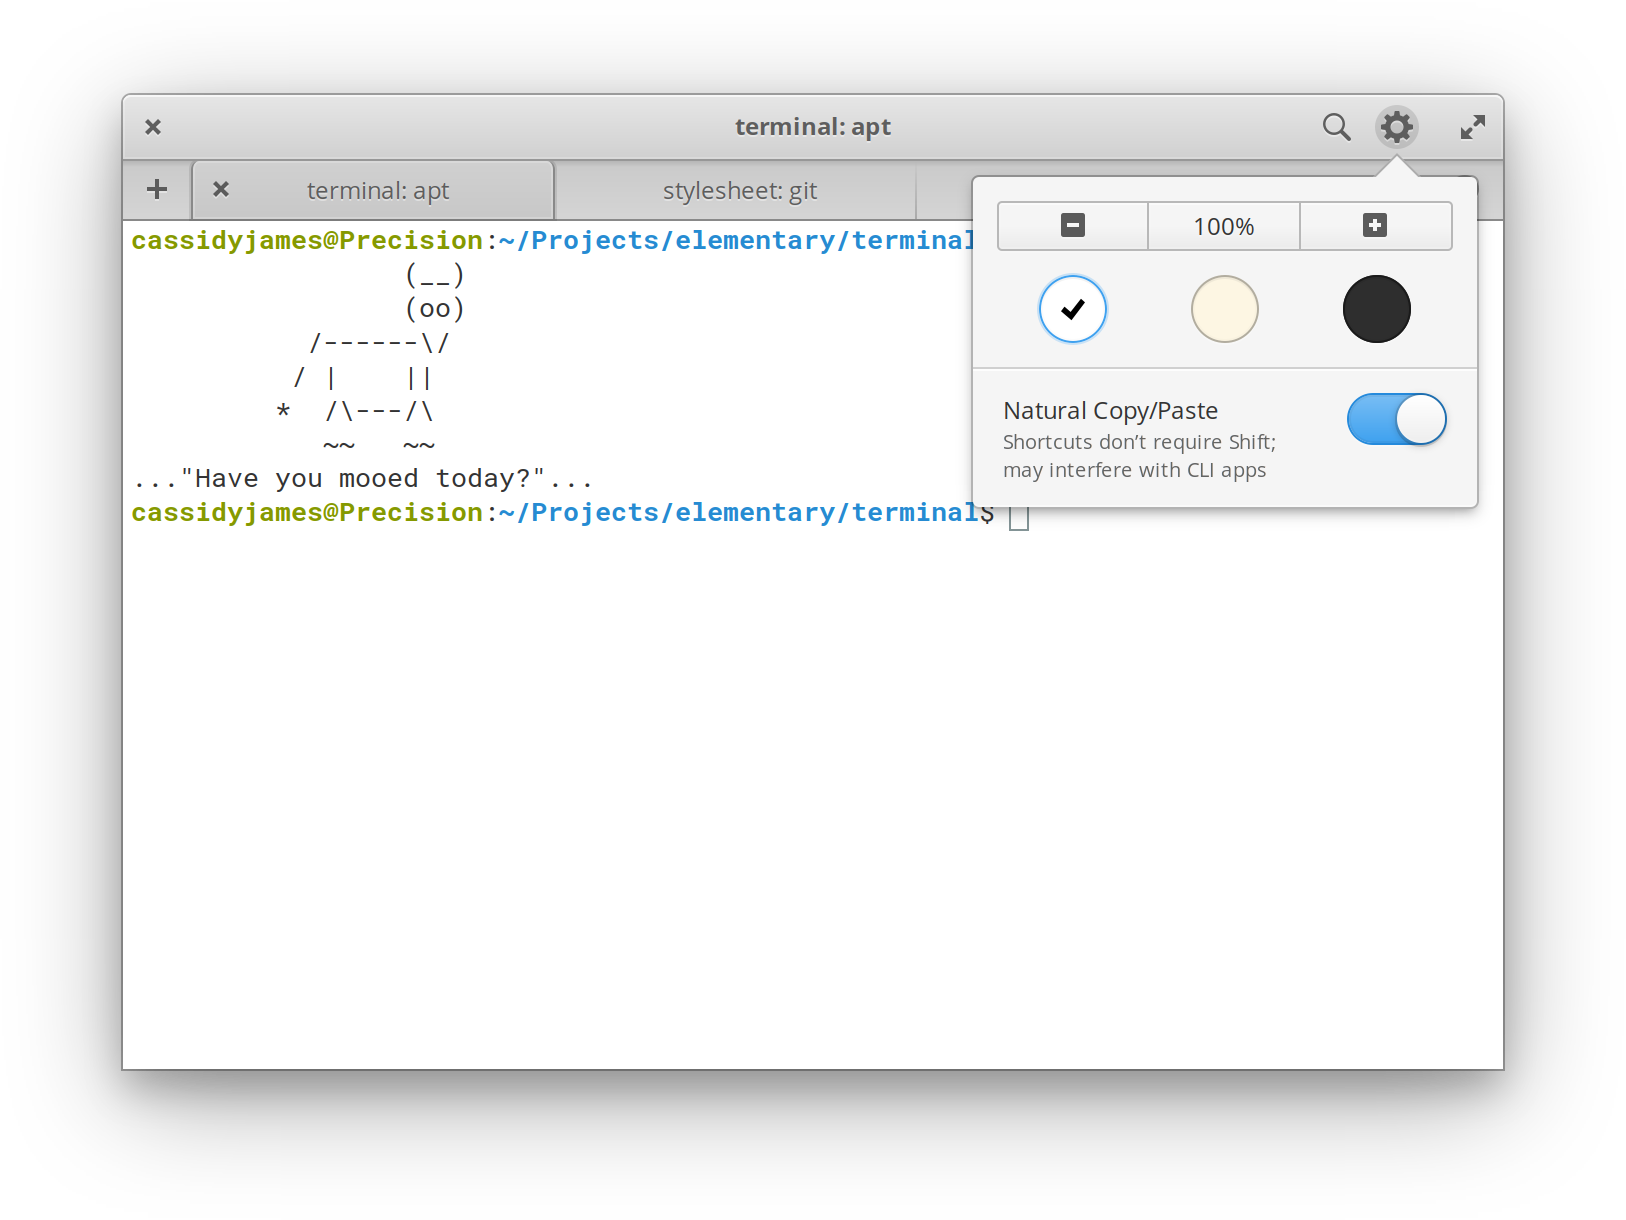 terminal: apt
terminal: apt
stylesheet: git
100%
Natural Copy/Paste
Shortcuts don’t require Shift;
may interfere with CLI apps
cassidyjames@Precision:~/Projects/elementary/terminal
                 (__)
                 (oo)
           /------\/
          / |    ||
         *  /\---/\
            ~~   ~~
..."Have you mooed today?"...
cassidyjames@Precision:~/Projects/elementary/terminal$